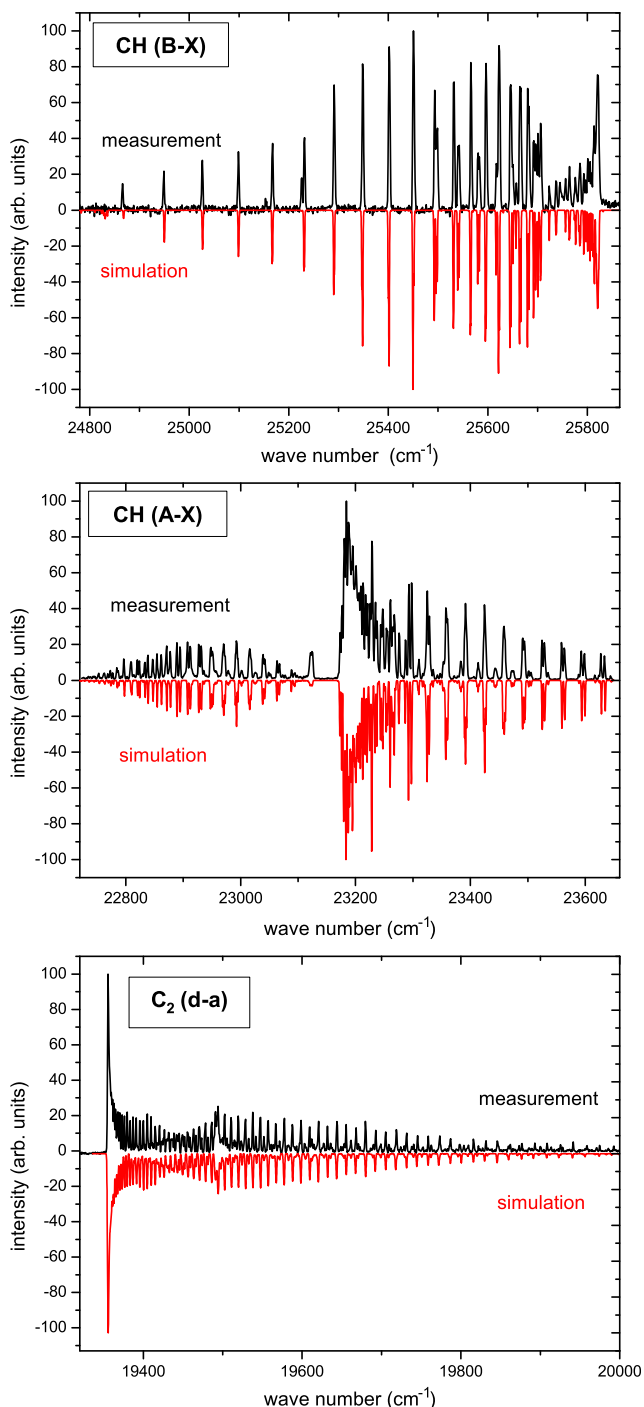 CH (B-X)
measurement
simulation
intensity (arb. units)
100
80
60
40
20
0
-20
-40
-60
-80
-100
24800 25000 25200 25400 25600 25800
wave number (cm⁻¹)
CH (A-X)
measurement
simulation
intensity (arb. units)
100
80
60
40
20
0
-20
-40
-60
-80
-100
22800 23000 23200 23400 23600
wave number (cm⁻¹)
C₂ (d-a)
measurement
simulation
intensity (arb. units)
100
80
60
40
20
0
-20
-40
-60
-80
-100
19400 19600 19800 20000
wave number (cm⁻¹)